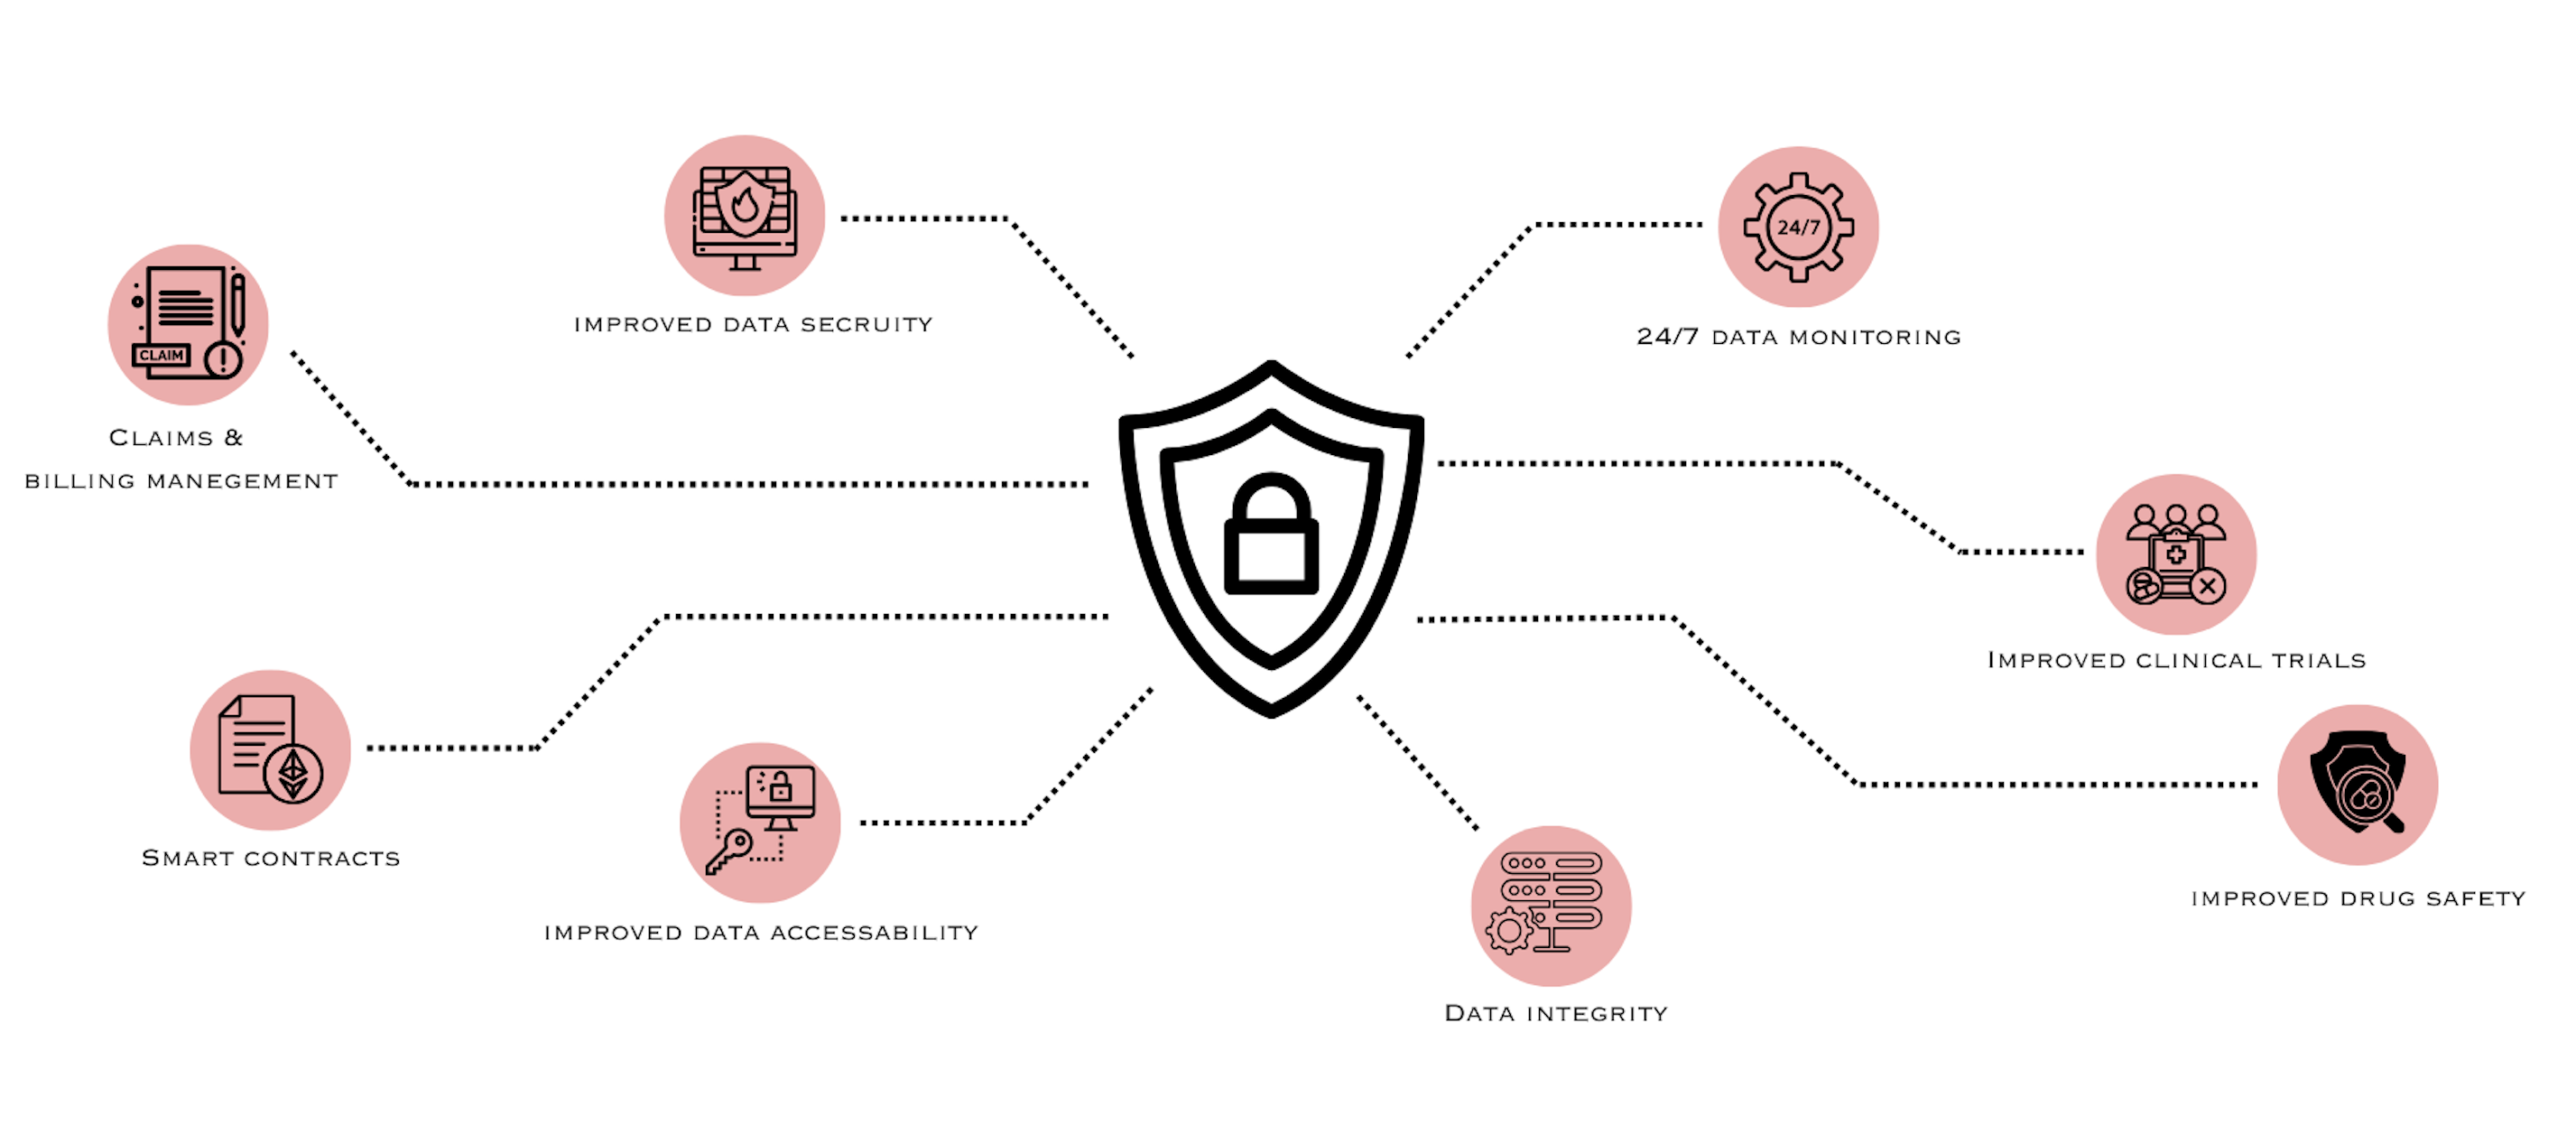 IMPROVED DATA SECRUITY
24/7
24/7 DATA MONITORING
CLAIM
CLAIMS &
BILLING MANEGEMENT
IMPROVED CLINICAL TRIALS
SMART CONTRACTS
IMPROVED DRUG SAFETY
IMPROVED DATA ACCESSABILITY
DATA INTEGRITY